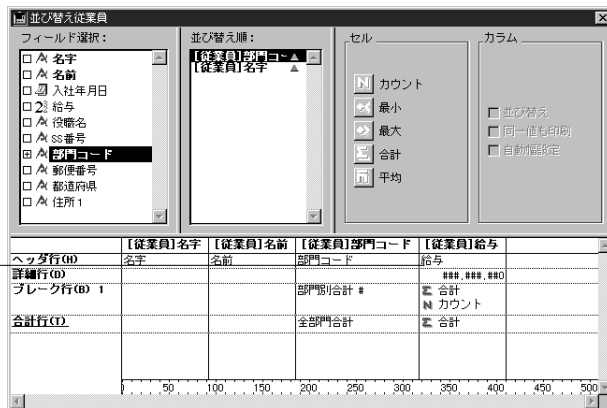 並び替え従業員
フィールド選択：
名字
名前
入社年月日
給与
役職名
SS番号
部門コード
郵便番号
都道府県
住所1
並び替え順：
[従業員]部門コー
[従業員]名字
セル
カウント
最小
最大
合計
平均
カラム
並び替え
同一値も印刷
自動幅設定
[従業員]名字 [従業員]名前 [従業員]部門コード [従業員]給与
ヘッダ行(H) 名字 名前 部門コード 給与
詳細行(D) ###,###,##0
ブレーク行(B) 1 部門別合計 # Σ 合計
N カウント
合計行(T) 全部門合計 Σ 合計
0 50 100 150 200 250 300 350 400 450 500